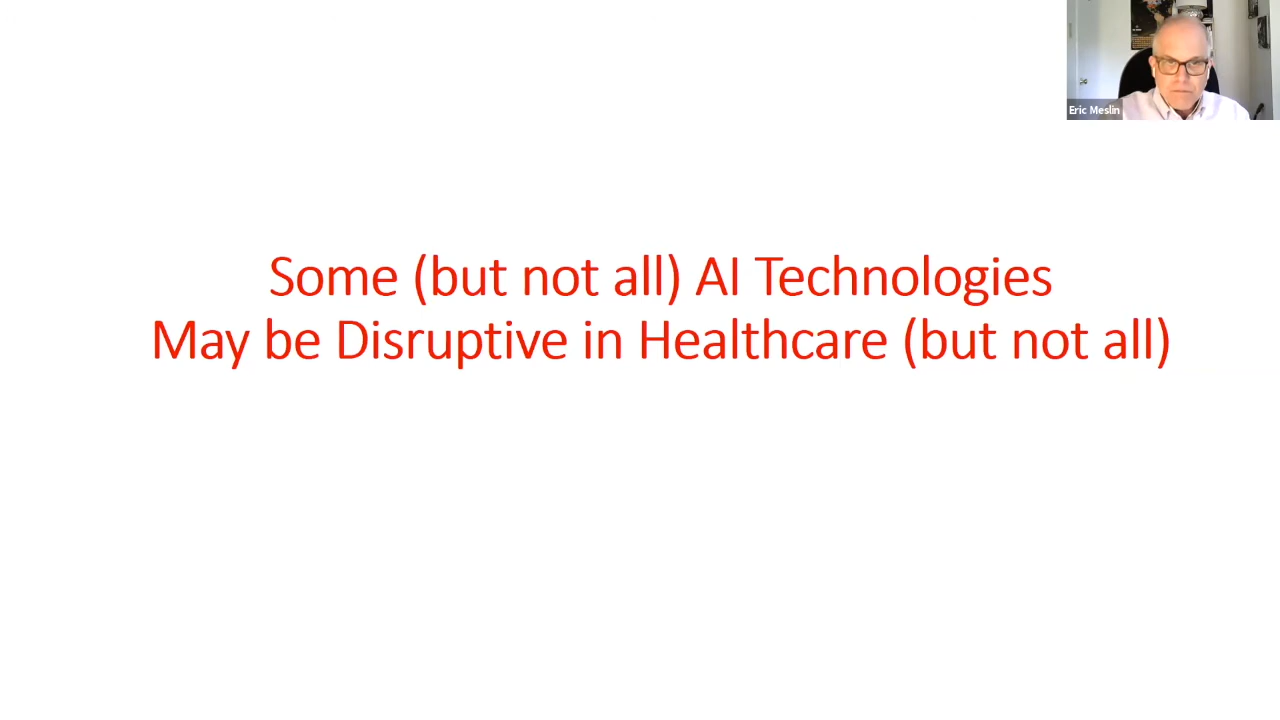 Eric Meslin
Some (but not all) AI Technologies
May be Disruptive in Healthcare (but not all)